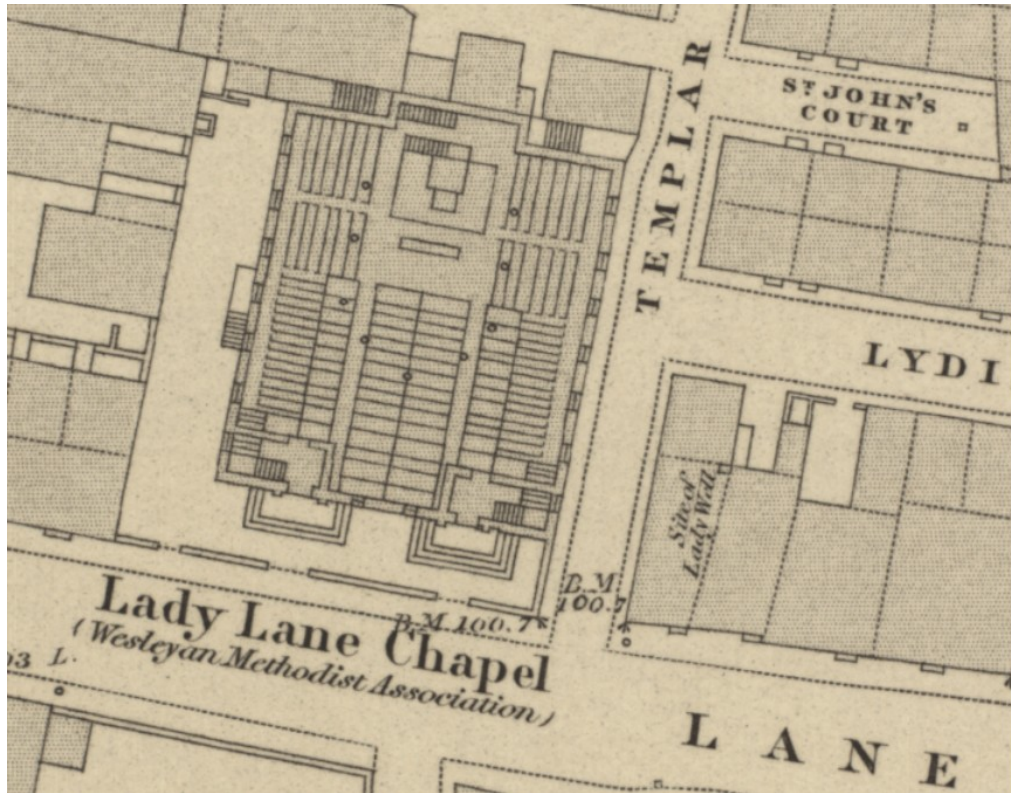 ST. JOHN'S
COURT
TEMPLAR
LYDI
Site of
Lady Well
B.M.
100.7
B.M. 100.7
Lady Lane Chapel
(Wesleyan Methodist Association)
L.
LANE